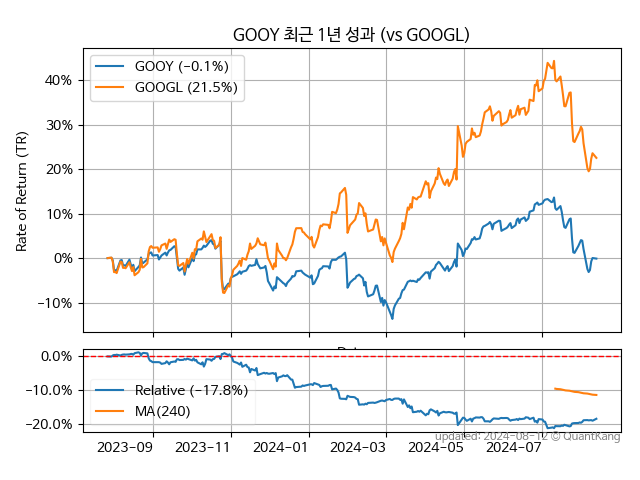 GOOY 최근 1년 성과 (vs GOOGL)
GOOY (−0.1%)
GOOGL (21.5%)
Rate of Return (TR)
40%
30%
20%
10%
0%
−10%
0.0%
−10.0%
−20.0%
Relative (−17.8%)
MA(240)
updated: 2024-08-12 © QuantKang
2023-09
2023-11
2024-01
2024-03
2024-05
2024-07